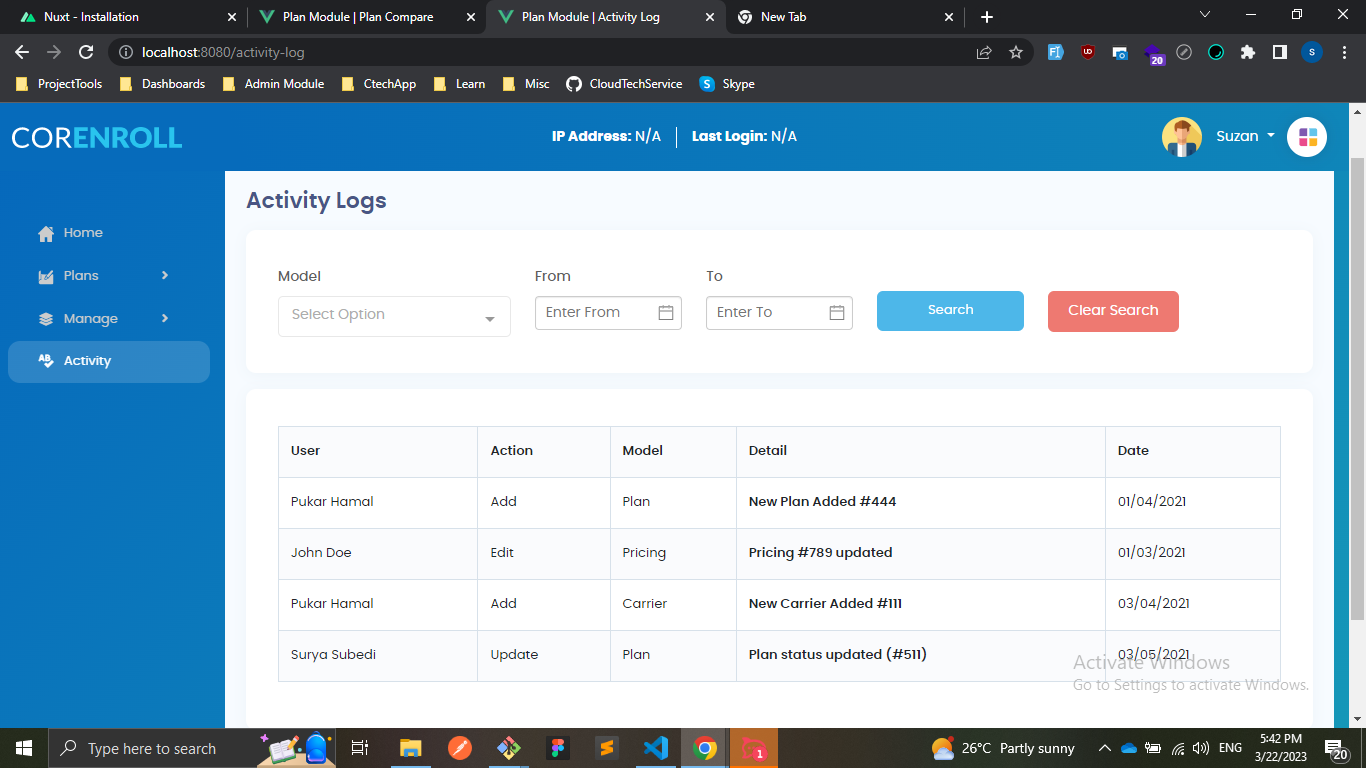 Nuxt - Installation
Plan Module | Plan Compare
Plan Module | Activity Log
New Tab
localhost:8080/activity-log
20
S
ProjectTools
Dashboards
Admin Module
CtechApp
Learn
Misc
CloudTechService
Skype
CORENROLL
IP Address: N/A
Last Login: N/A
Suzan
Home
Plans
Manage
Activity
Activity Logs
Model From To
Select Option Enter From Enter To Search Clear Search
User Action Model Detail Date
Pukar Hamal Add Plan New Plan Added #444 01/04/2021
John Doe Edit Pricing Pricing #789 updated 01/03/2021
Pukar Hamal Add Carrier New Carrier Added #111 03/04/2021
Surya Subedi Update Plan Plan status updated (#511) 03/05/2021
Activate Windows
Go to Settings to activate Windows.
Type here to search
1
26°C Partly sunny
ENG
5:42 PM
3/22/2023
20